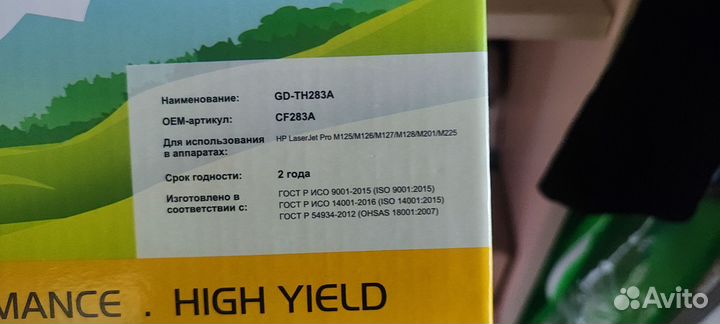 Наименование: GD-TH283A
OEM-артикул: CF283A
Для использования в аппаратах: HP LaserJet Pro M125/M126/M127/M128/M201/M225
Срок годности: 2 года
Изготовлено в соответствии с: ГОСТ Р ИСО 9001-2015 (ISO 9001:2015)
ГОСТ Р ИСО 14001-2016 (ISO 14001:2015)
ГОСТ Р 54934-2012 (OHSAS 18001:2007)
MANCE . HIGH YIELD
Avito